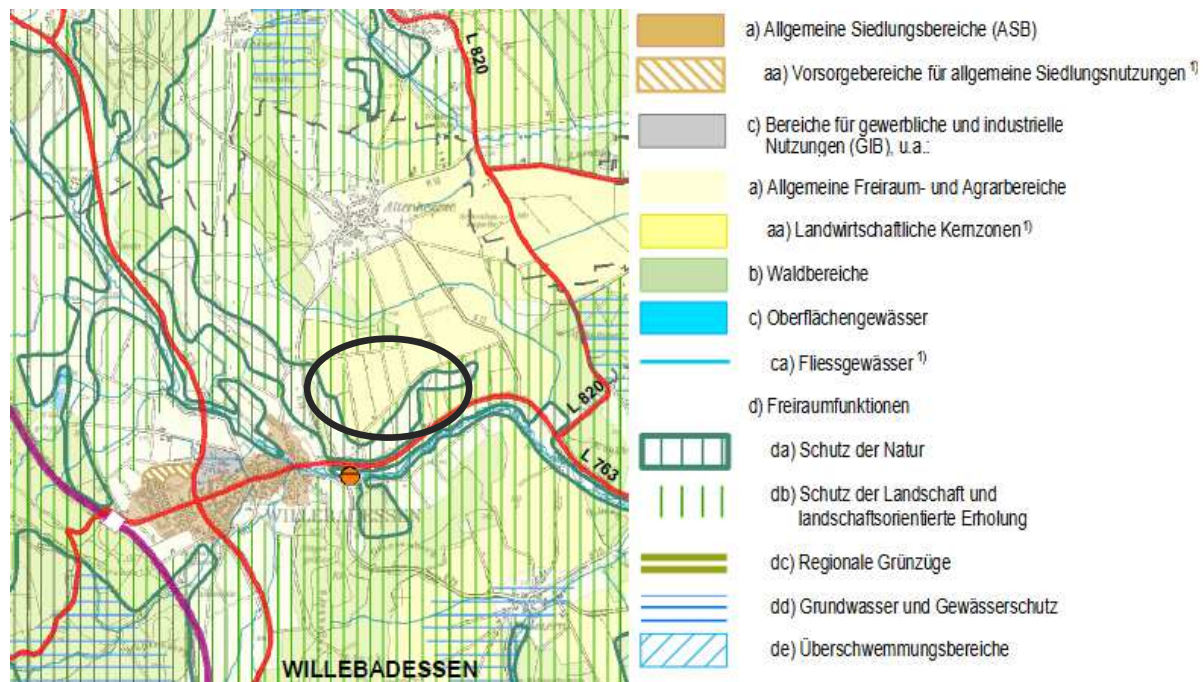 L 820
Altenheerse
L 820
L 763
WILLEBADESSEN
WILLEBADESSEN
a) Allgemeine Siedlungsbereiche (ASB)
aa) Vorsorgebereiche für allgemeine Siedlungsnutzungen 1)
c) Bereiche für gewerbliche und industrielle
Nutzungen (GIB), u.a.:
a) Allgemeine Freiraum- und Agrarbereiche
aa) Landwirtschaftliche Kernzonen 1)
b) Waldbereiche
c) Oberflächengewässer
ca) Fliessgewässer 1)
d) Freiraumfunktionen
da) Schutz der Natur
db) Schutz der Landschaft und
landschaftsorientierte Erholung
dc) Regionale Grünzüge
dd) Grundwasser und Gewässerschutz
de) Überschwemmungsbereiche